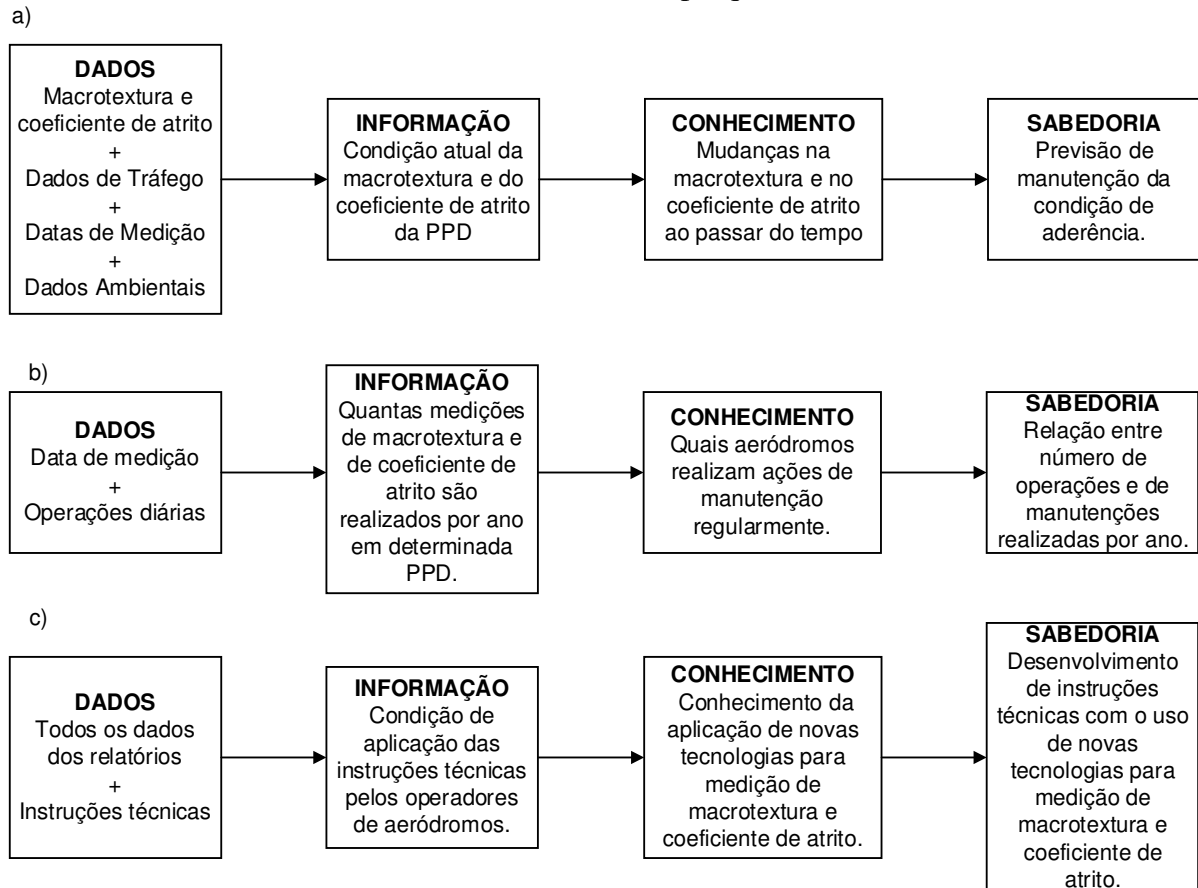 a)
DADOS
Macrotextura e
coeficiente de atrito
+
Dados de Tráfego
+
Datas de Medição
+
Dados Ambientais
INFORMAÇÃO
Condição atual da
macrotextura e do
coeficiente de atrito
da PPD
CONHECIMENTO
Mudanças na
macrotextura e no
coeficiente de atrito
ao passar do tempo
SABEDORIA
Previsão de
manutenção da
condição de
aderência.
b)
DADOS
Data de medição
+
Operações diárias
INFORMAÇÃO
Quantas medições
de macrotextura e
de coeficiente de
atrito são
realizados por ano
em determinada
PPD.
CONHECIMENTO
Quais aeródromos
realizam ações de
manutenção
regularmente.
SABEDORIA
Relação entre
número de
operações e de
manutenções
realizadas por ano.
c)
DADOS
Todos os dados
dos relatórios
+
Instruções técnicas
INFORMAÇÃO
Condição de
aplicação das
instruções técnicas
pelos operadores
de aeródromos.
CONHECIMENTO
Conhecimento da
aplicação de novas
tecnologias para
medição de
macrotextura e
coeficiente de atrito.
SABEDORIA
Desenvolvimento
de instruções
técnicas com o uso
de novas
tecnologias para
medição de
macrotextura e
coeficiente de
atrito.